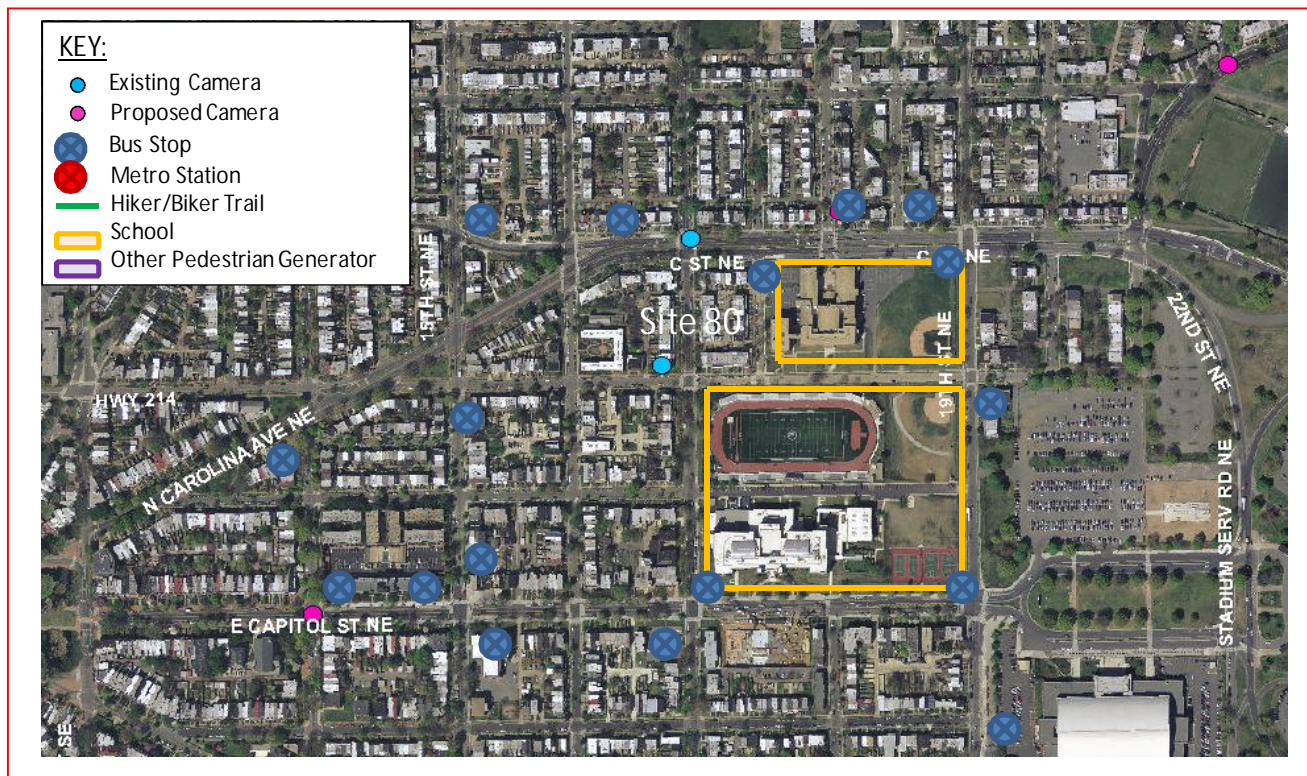 KEY:
Existing Camera
Proposed Camera
Bus Stop
Metro Station
Hiker/Biker Trail
School
Other Pedestrian Generator
15TH ST NE
C ST NE
C
NE
Site 80
19TH ST NE
22ND ST NE
HWY 214
N CAROLINA AVE NE
STADIUM SERV RD NE
E CAPITOL ST NE
SE